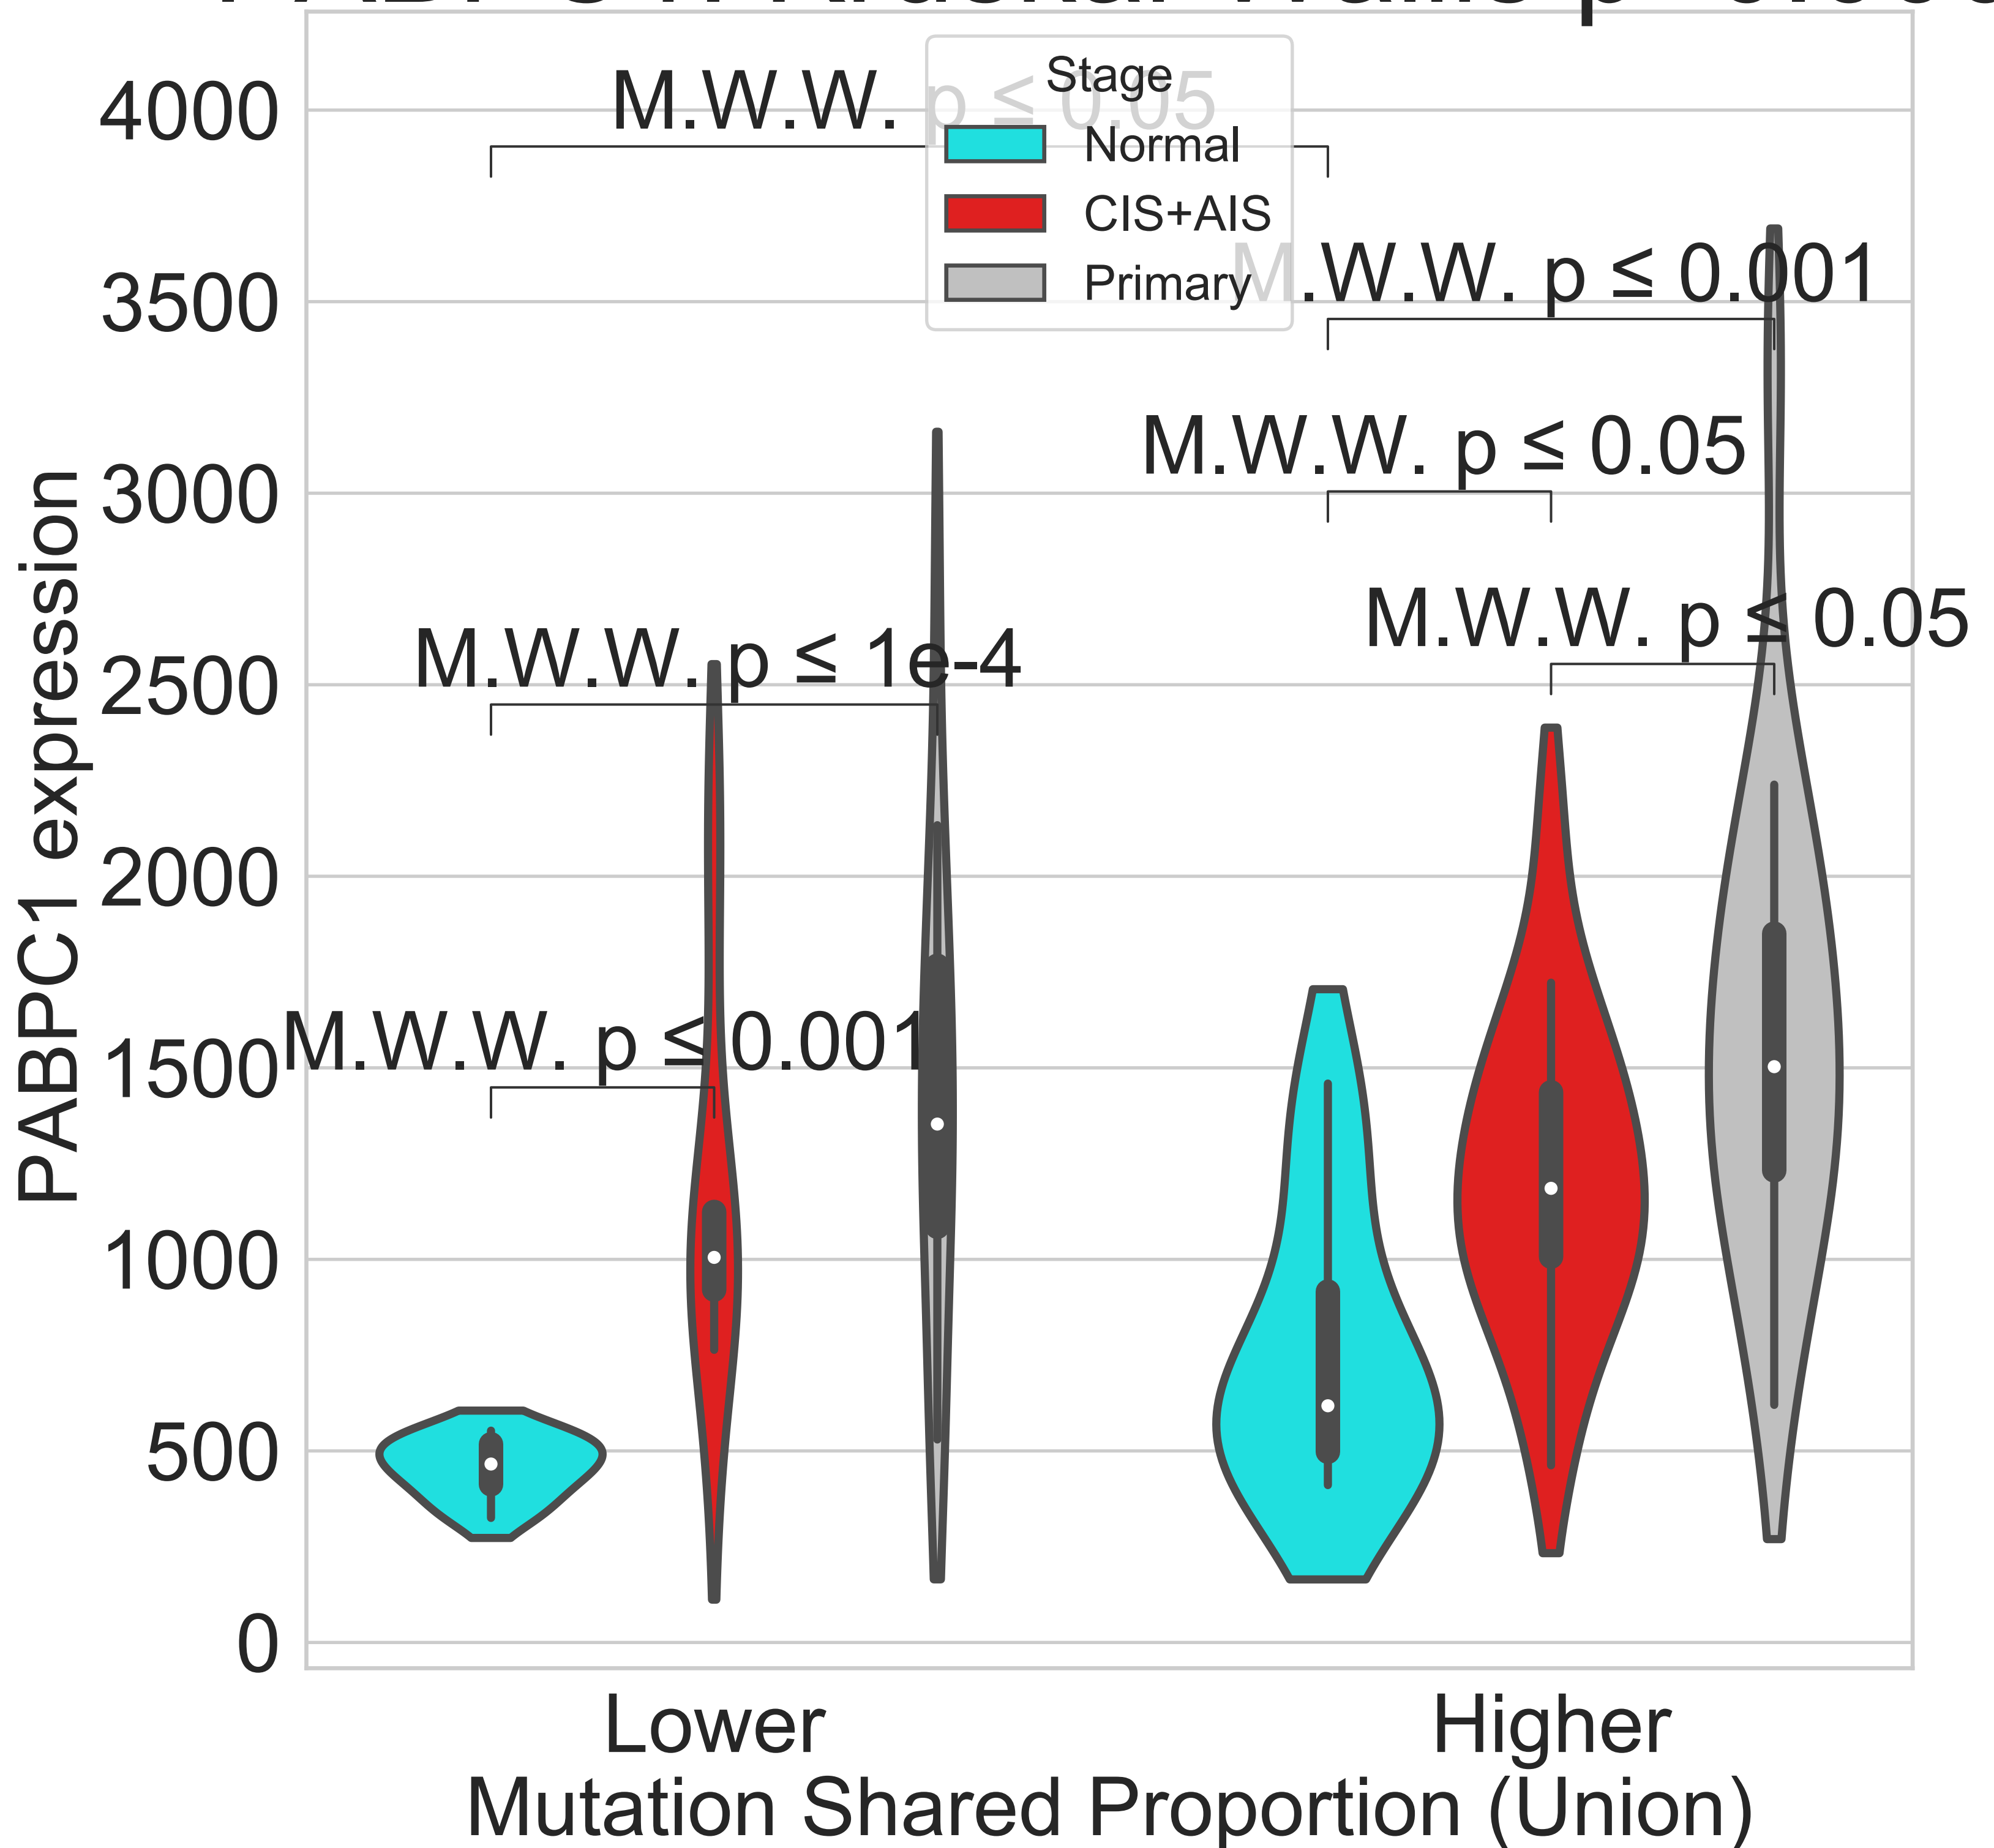 4000
3500
3000
2500
2000
1500
1000
500
0
PABPC1 expression
M.W.W. p ≤ 0.05
Stage
Normal
CIS+AIS
Primary
M.W.W. p ≤ 0.001
M.W.W. p ≤ 0.05
M.W.W. p ≤ 0.05
M.W.W. p ≤ 1e-4
M.W.W. p ≤ 0.001
Lower
Higher
Mutation Shared Proportion (Union)